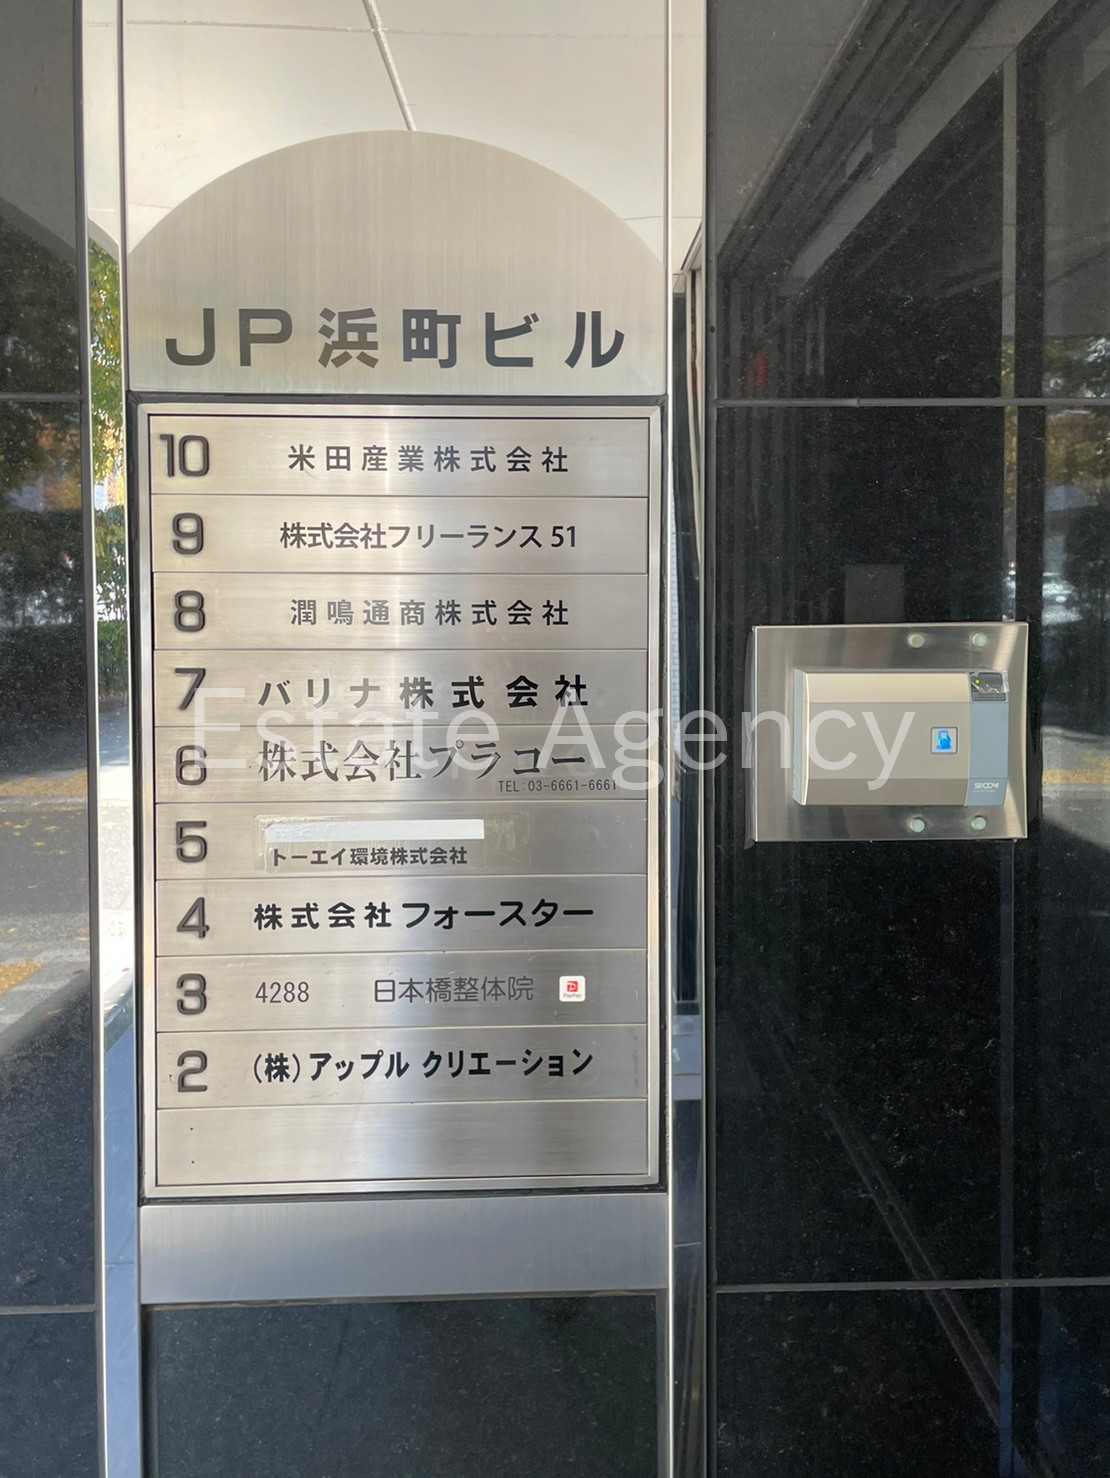 JP浜町ビル
10 米田産業株式会社
9 株式会社フリーランス51
8 潤鳴通商株式会社
7 バリナ株式会社
Estate Agency
6 株式会社プラコー
TEL:03-6661-6661
5
トーエイ環境株式会社
4 株式会社フォースター
3 4288 日本橋整体院 PayPay
2 (株)アップル クリエーション
SECOM